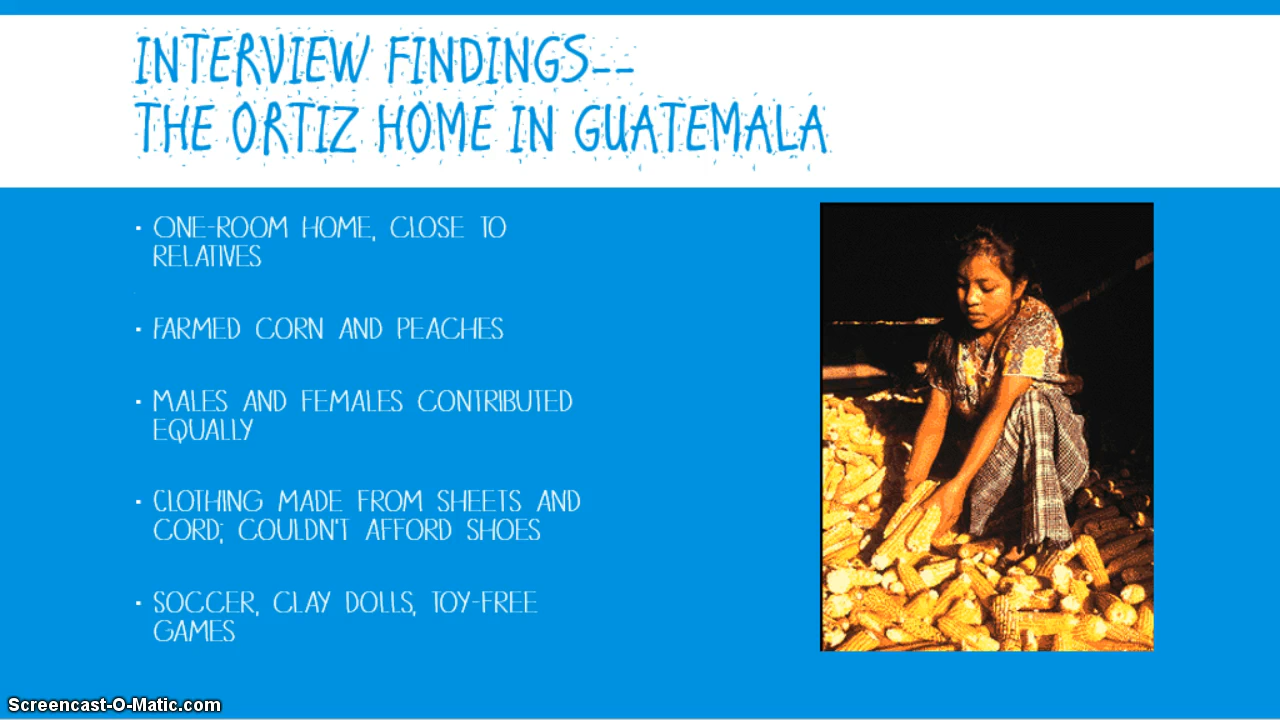 INTERVIEW FINDINGS--
THE ORTIZ HOME IN GUATEMALA
• ONE-ROOM HOME, CLOSE TO
RELATIVES
• FARMED CORN AND PEACHES
• MALES AND FEMALES CONTRIBUTED
EQUALLY
• CLOTHING MADE FROM SHEETS AND
CORD; COULDN'T AFFORD SHOES
• SOCCER, CLAY DOLLS, TOY-FREE
GAMES
Screencast-O-Matic.com